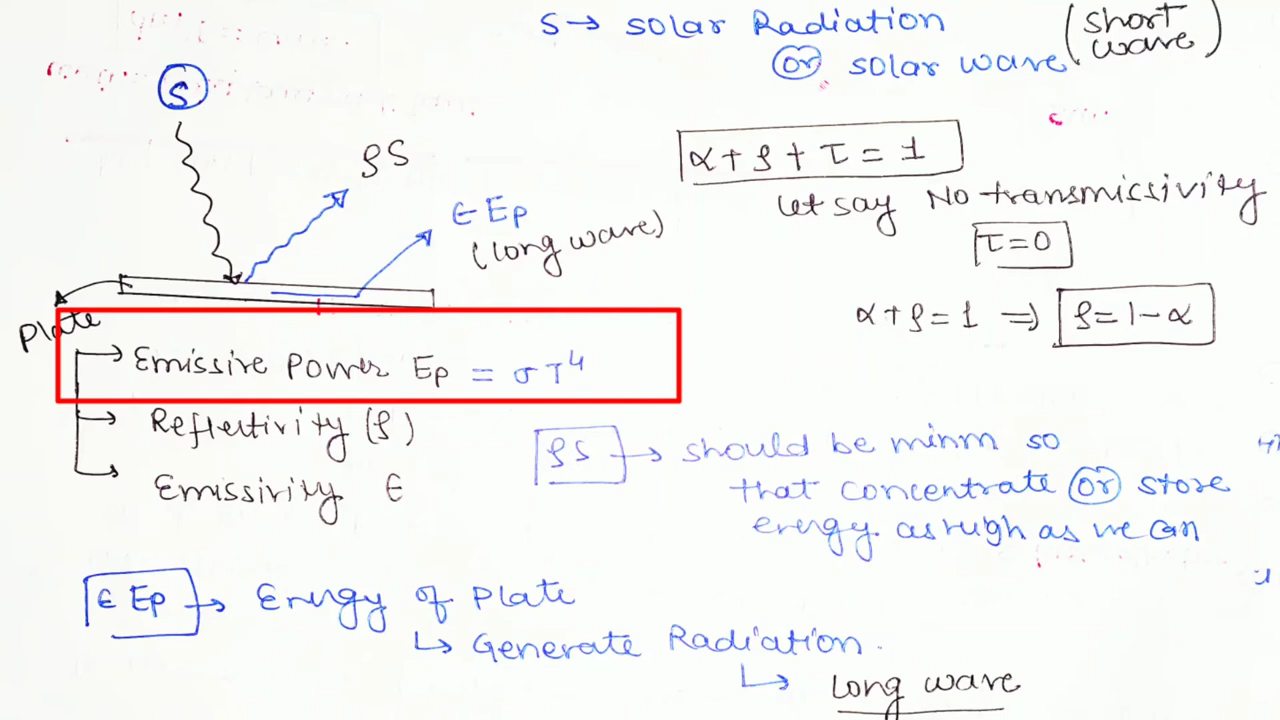 S → solar Radiation (short wave)
or solar wave
S
ρS
α + ρ + τ = 1
Let say No transmissivity
τ = 0
ϵ Ep
(long wave)
α + ρ = 1 ⇒ ρ = 1 - α
Plate
→ Emissive Power Ep = σT⁴
→ Reflectivity (ρ)
→ Emissivity ϵ
ρS → should be minm so
that concentrate or store
energy as high as we can
ϵ Ep → Energy of Plate
↳ Generate Radiation.
↳ long wave